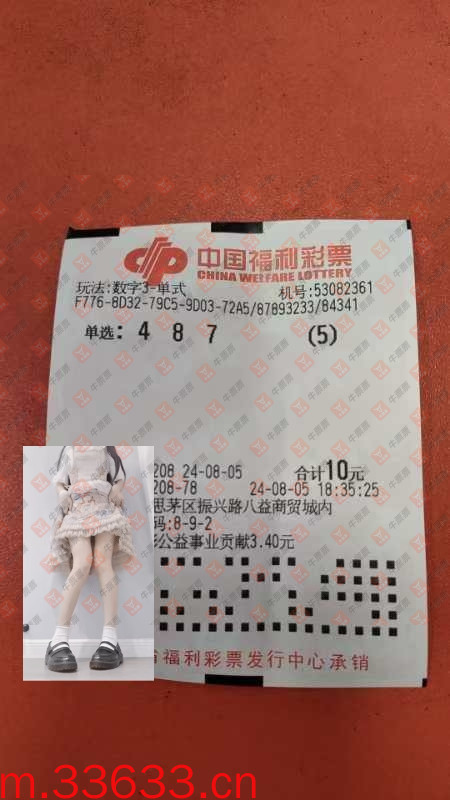 中国福利彩票
CHINA WELFARE LOTTERY
玩法:数字3-单式 机号:53082361
F776-8D32-79C5-9D03-72A5/87893233/84341
单选: 4 8 7 (5)
208 24-08-05 合计10元
208-78 24-08-05 18:35:25
思茅区振兴路八益商贸城内
码:8-9-2
公益事业贡献3.40元
省福利彩票发行中心承销
m.33633.cn